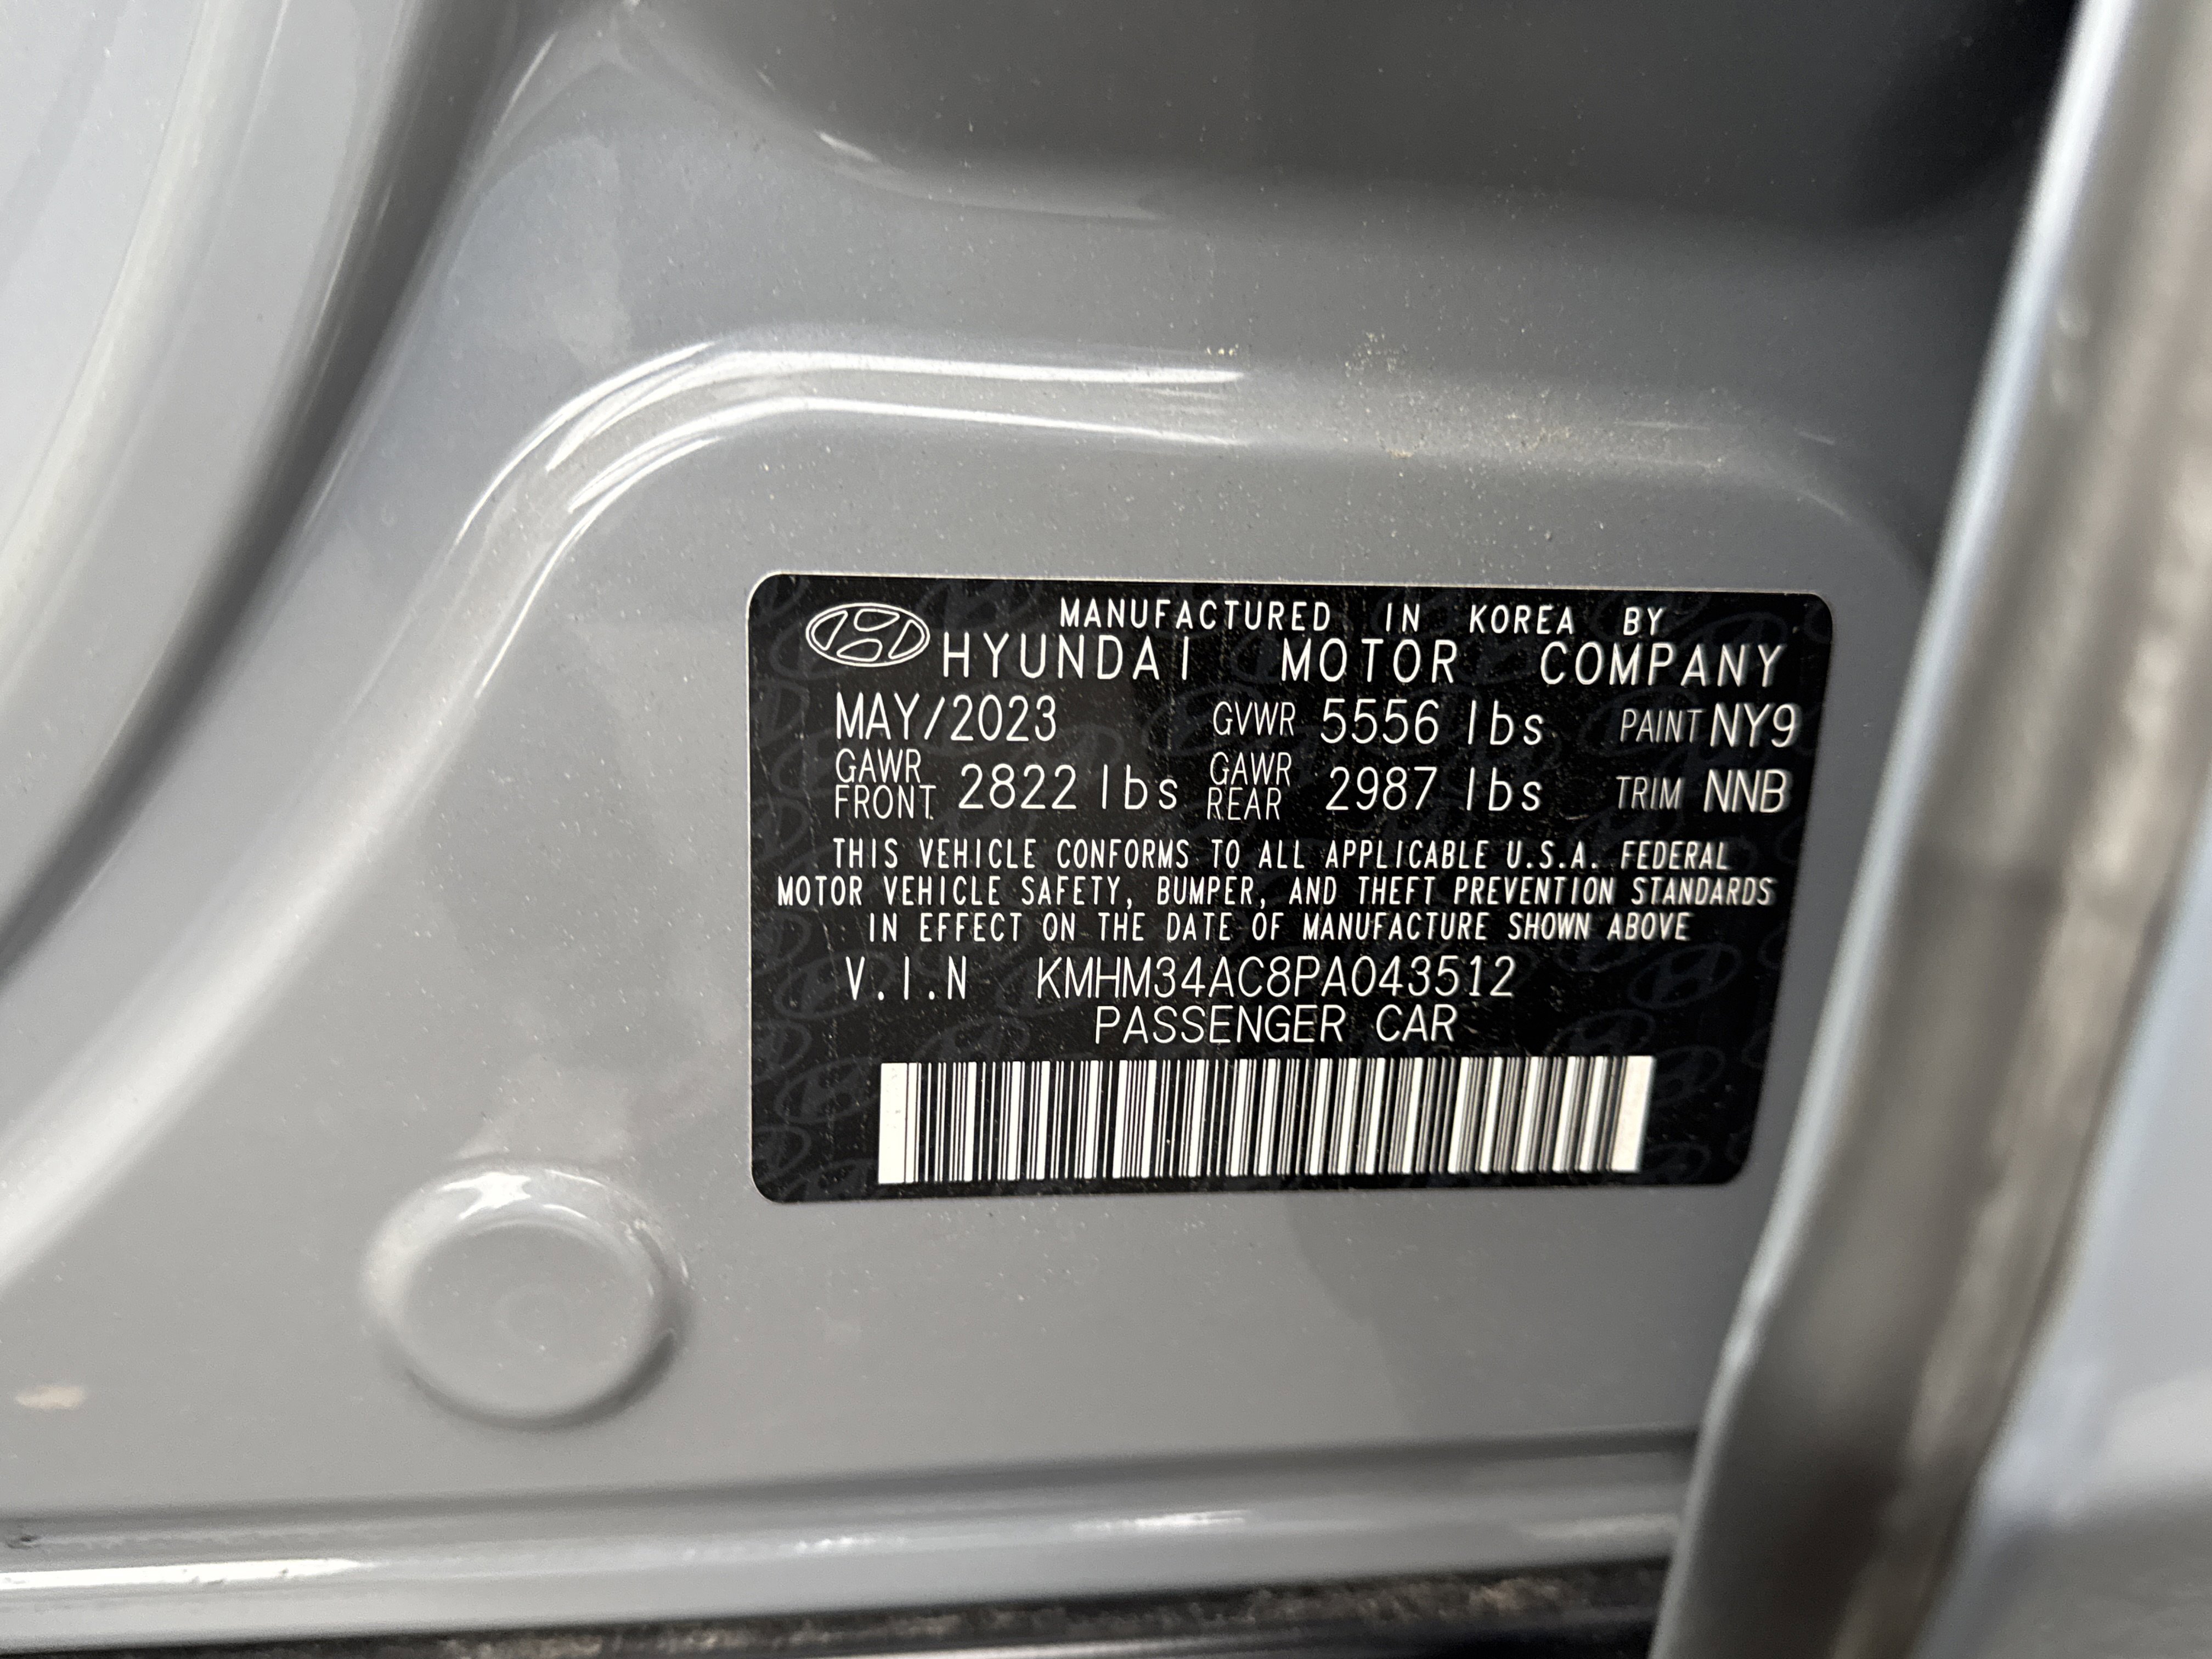 MANUFACTURED IN KOREA BY
HYUNDAI MOTOR COMPANY
MAY/2023 GVWR 5556 lbs PAINT NY9
GAWR FRONT 2822 lbs GAWR REAR 2987 lbs TRIM NNB
THIS VEHICLE CONFORMS TO ALL APPLICABLE U.S.A. FEDERAL
MOTOR VEHICLE SAFETY, BUMPER, AND THEFT PREVENTION STANDARDS
IN EFFECT ON THE DATE OF MANUFACTURE SHOWN ABOVE
V.I.N KMHM34AC8PA043512
PASSENGER CAR